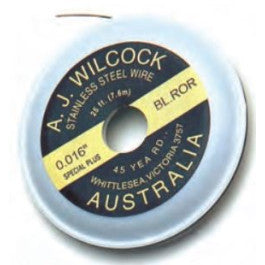 A. J. WILCOCK
STAINLESS STEEL WIRE
25 ft. (7.6m)
BL.ROR
0.016"
SPECIAL PLUS
45 YEA RD.
WHITTLESEA, VICTORIA 3757
AUSTRALIA